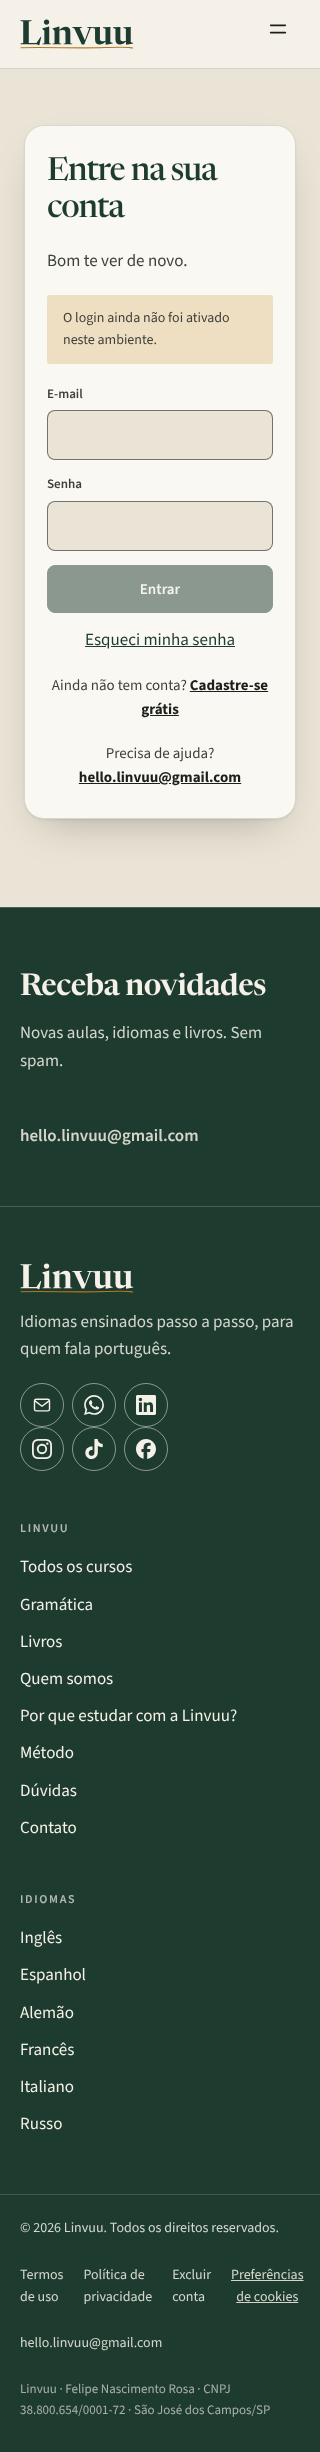 Linvuu
Entre na sua
conta
Bom te ver de novo.
O login ainda não foi ativado
neste ambiente.
E-mail
Senha
Entrar
Esqueci minha senha
Ainda não tem conta? Cadastre-se
grátis
Precisa de ajuda?
hello.linvuu@gmail.com
Receba novidades
Novas aulas, idiomas e livros. Sem
spam.
hello.linvuu@gmail.com
Linvuu
Idiomas ensinados passo a passo, para
quem fala português.
LINVUU
Todos os cursos
Gramática
Livros
Quem somos
Por que estudar com a Linvuu?
Método
Dúvidas
Contato
IDIOMAS
Inglês
Espanhol
Alemão
Francês
Italiano
Russo
© 2026 Linvuu. Todos os direitos reservados.
Termos
de uso
Política de
privacidade
Excluir
conta
Preferências
de cookies
hello.linvuu@gmail.com
Linvuu · Felipe Nascimento Rosa · CNPJ
38.800.654/0001-72 · São José dos Campos/SP